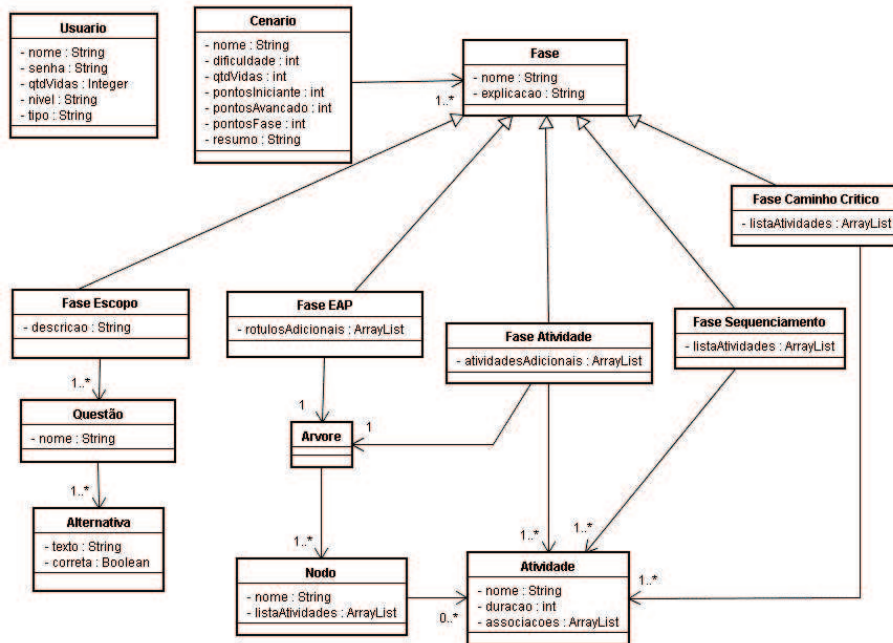 Usuario
- nome : String
- senha : String
- qtdVidas : Integer
- nivel : String
- tipo : String
Cenario
- nome : String
- dificuldade : int
- qtdVidas : int
- pontosIniciante : int
- pontosAvancado : int
- pontosFase : int
- resumo : String
1..*
Fase
- nome : String
- explicacao : String
Fase Caminho Critico
- listaAtividades : ArrayList
Fase Escopo
- descricao : String
Fase EAP
- rotulosAdicionais : ArrayList
Fase Atividade
- atividadesAdicionais : ArrayList
Fase Sequenciamento
- listaAtividades : ArrayList
1..*
1
1
Questão
- nome : String
Arvore
1..*
Alternativa
- texto : String
- correta : Boolean
1..*
1..*
1..*
1..*
Nodo
- nome : String
- listaAtividades : ArrayList
0..*
Atividade
- nome : String
- duracao : int
- associacoes : ArrayList